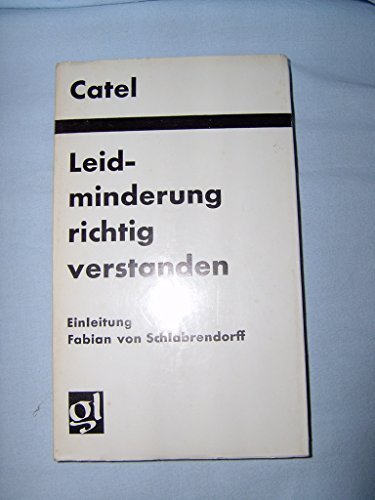 Catel
Leid-
minderung
richtig
verstanden
Einleitung
Fabian von Schlabrendorff
gl